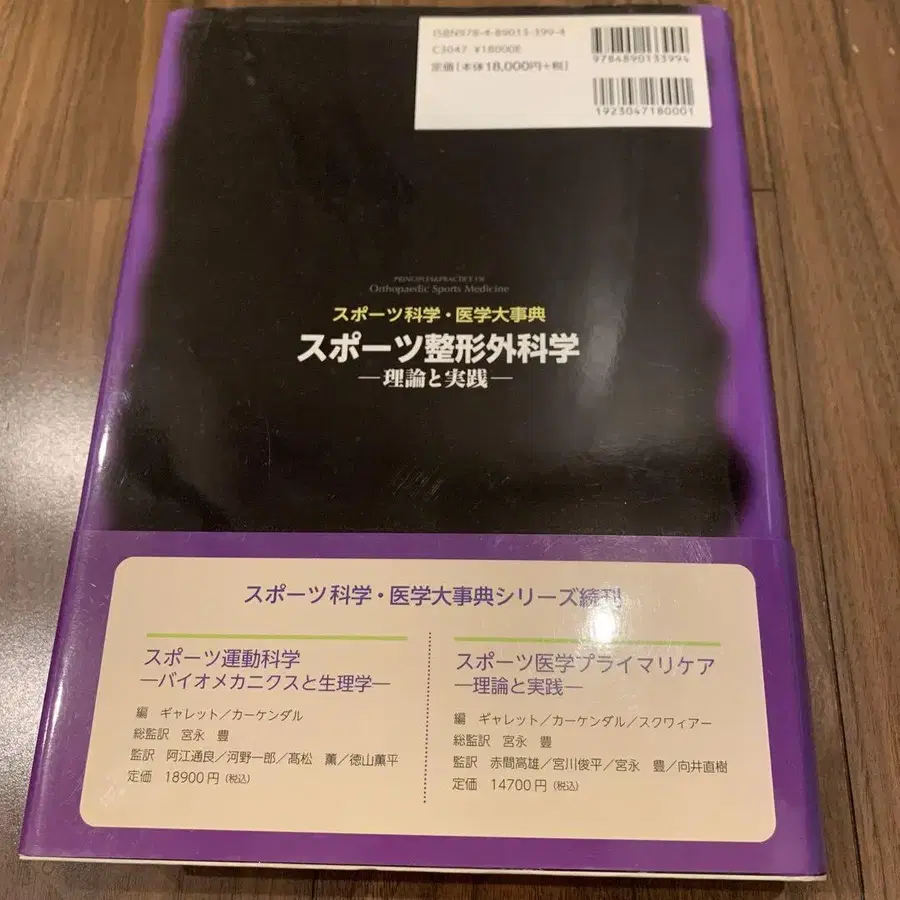 ISBN978-4-89013-399-4
C3047 ¥18000E
定価[本体18,000円+税]
9784890133994
1923047180001
PRINCIPLES&PRACTICE OF
Orthopaedic Sports Medicine
スポーツ科学・医学大事典
スポーツ整形外科学
―理論と実践―
スポーツ科学・医学大事典シリーズ続刊
スポーツ運動科学
―バイオメカニクスと生理学―
編 ギャレット/カーケンダル
総監訳 宮永 豊
監訳 阿江通良/河野一郎/髙松 薫/徳山薫平
定価 18900円(税込)
スポーツ医学プライマリケア
―理論と実践―
編 ギャレット/カーケンダル/スクワィアー
総監訳 宮永 豊
監訳 赤間高雄/宮川俊平/宮永 豊/向井直樹
定価 14700円(税込)